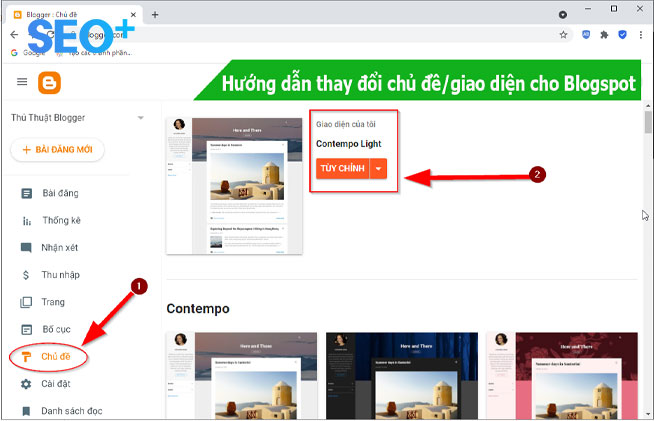 Blogger : Chủ đề
SEO+
blogger.com
Google
Hướng dẫn thay đổi chủ đề/giao diện cho Blogspot
Thủ Thuật Blogger
+ BÀI ĐĂNG MỚI
Bài đăng
Thống kê
Nhận xét
Thu nhập
Trang
Bố cục
Chủ đề
Cài đặt
Danh sách đọc
1
Giao diện của tôi
Contempo Light
TÙY CHỈNH
2
Here and There
Contempo
Here and There
Here and There
Here and There